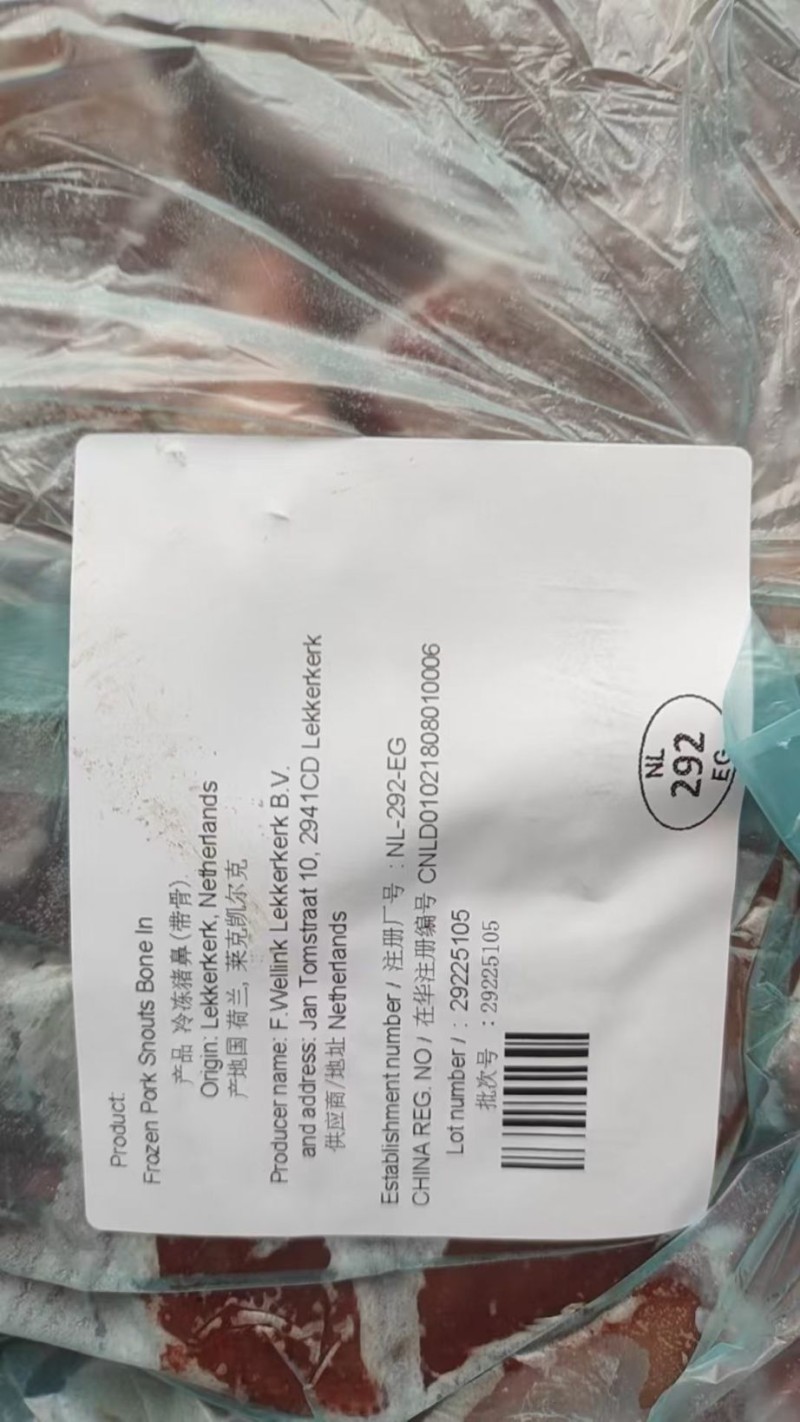 Product:
Frozen Pork Snouts Bone In
产品 冷冻猪鼻(带骨)
Origin: Lekkerkerk, Netherlands
产地国 荷兰, 莱克凯尔克
Producer name: F.Wellink Lekkerkerk B.V.
and address: Jan Tomstraat 10, 2941CD Lekkerkerk
供应商/地址 Netherlands
Establishment number / 注册厂号 : NL-292-EG
CHINA REG. NO / 在华注册编号 CNLD01021808010006
Lot number / : 29225105
批次号 : 29225105
NL
292
EG